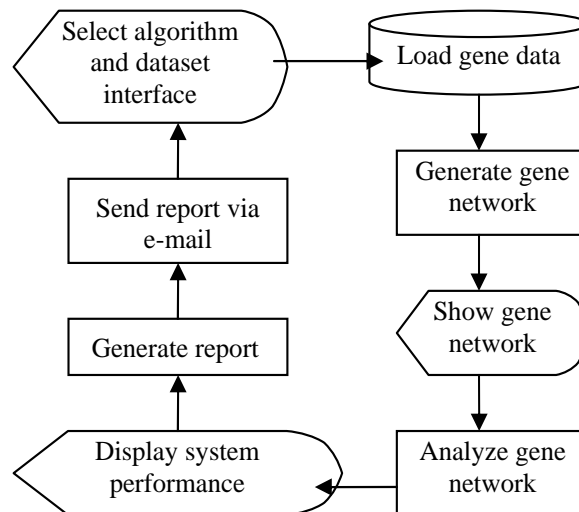 Select algorithm
and dataset
interface
Load gene data
Generate gene
network
Show gene
network
Analyze gene
network
Display system
performance
Generate report
Send report via
e-mail